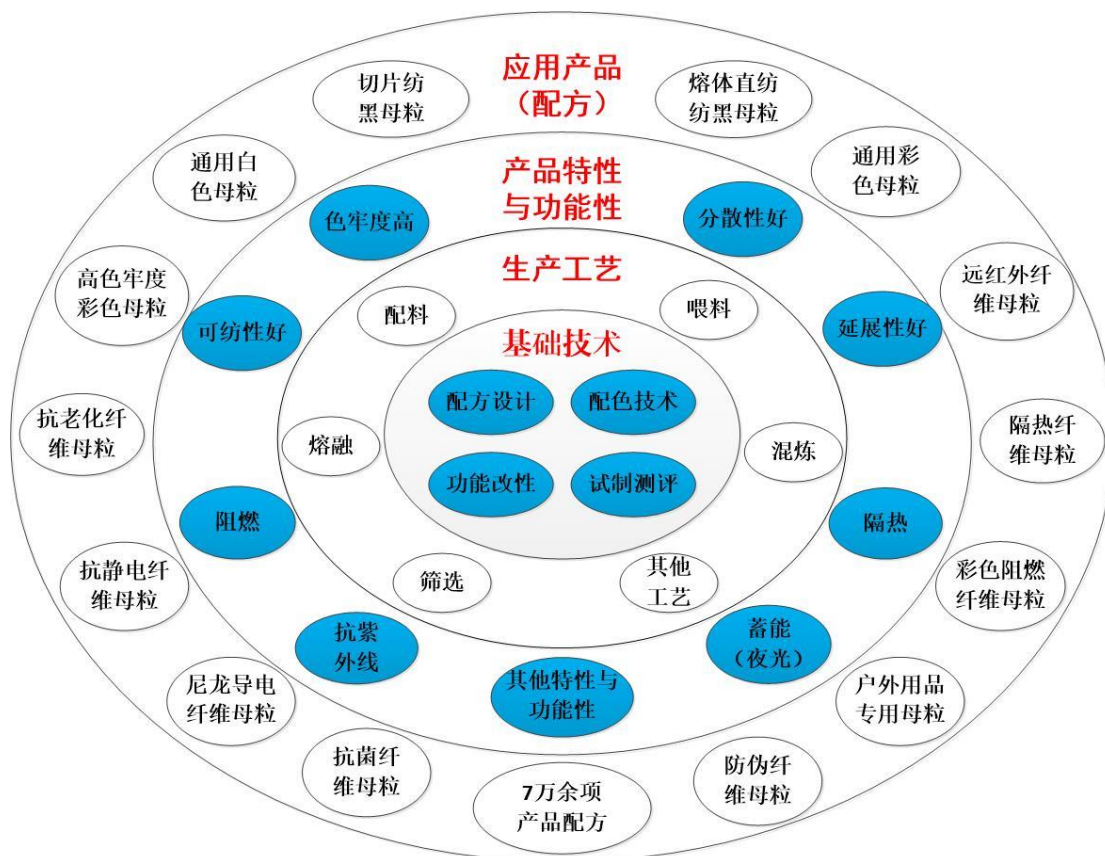 应用产品
（配方）
切片纺
黑母粒
熔体直纺
纺黑母粒
通用白
色母粒
通用彩
色母粒
高色牢度
彩色母粒
远红外纤
维母粒
抗老化纤
维母粒
隔热纤
维母粒
抗静电纤
维母粒
彩色阻燃
纤维母粒
尼龙导电
纤维母粒
户外用品
专用母粒
抗菌纤
维母粒
7万余项
产品配方
防伪纤
维母粒
产品特性
与功能性
色牢度高
分散性好
可纺性好
延展性好
阻燃
隔热
抗紫
外线
其他特性与
功能性
蓄能
（夜光）
生产工艺
配料
喂料
熔融
混炼
筛选
其他
工艺
基础技术
配方设计
配色技术
功能改性
试制测评